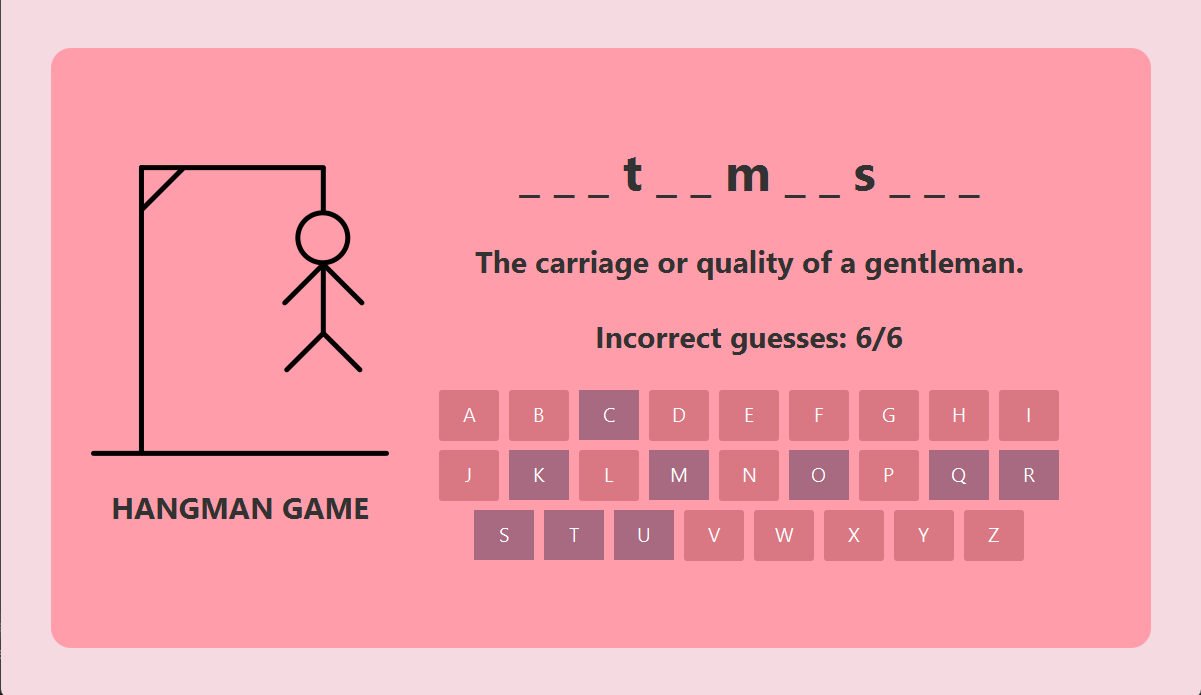 _ _ _ t _ _ m _ _ s _ _ _
The carriage or quality of a gentleman.
Incorrect guesses: 6/6
A B C D E F G H I
J K L M N O P Q R
S T U V W X Y Z
HANGMAN GAME